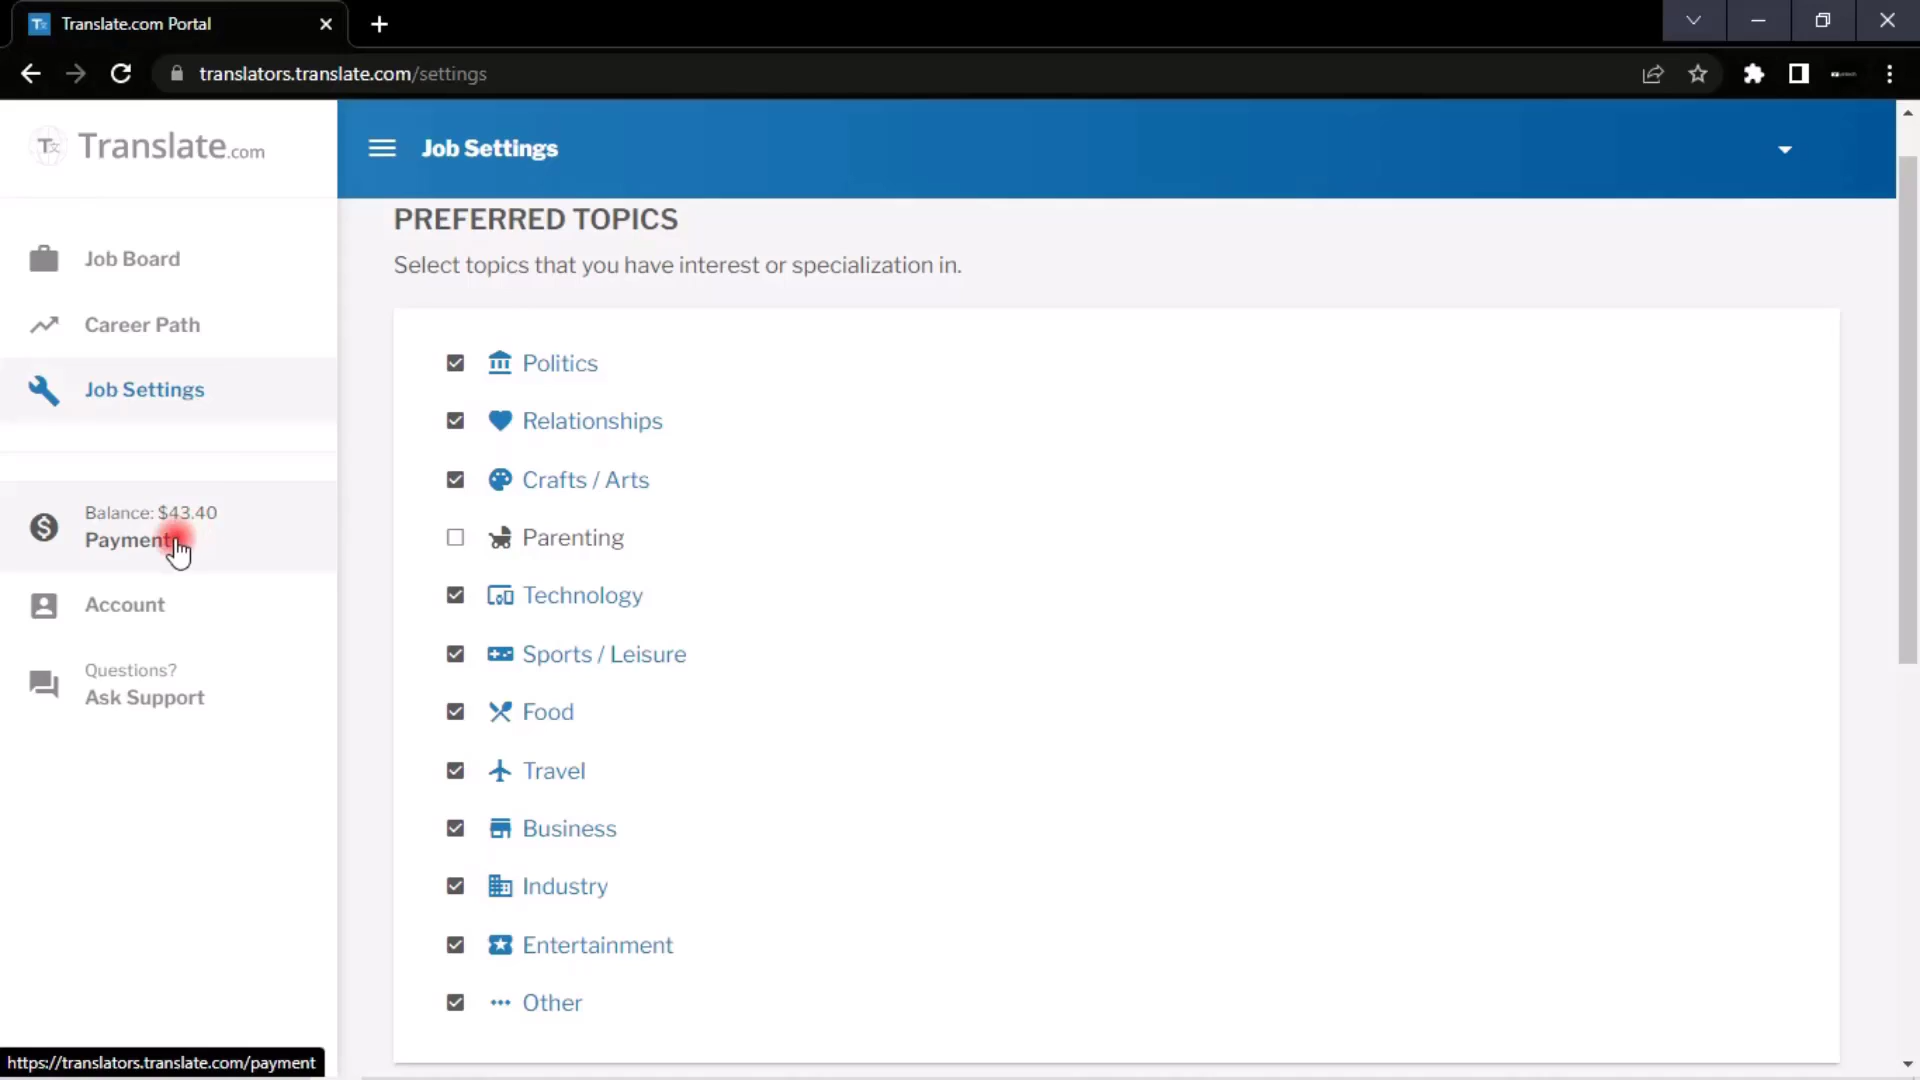 Translate.com Portal
translators.translate.com/settings
Translate.com
Job Settings
Job Board
Career Path
Job Settings
Balance: $43.40
Payment
Account
Questions?
Ask Support
PREFERRED TOPICS
Select topics that you have interest or specialization in.
Politics
Relationships
Crafts / Arts
Parenting
Technology
Sports / Leisure
Food
Travel
Business
Industry
Entertainment
Other
https://translators.translate.com/payment